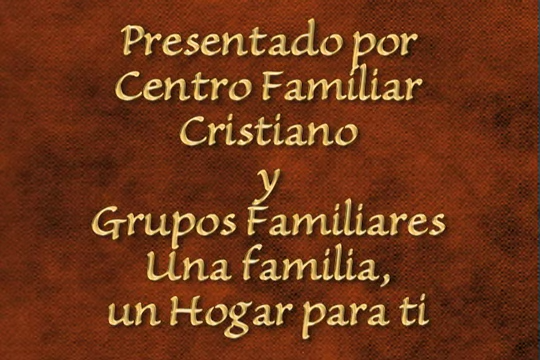 Presentado por
Centro Familiar
Cristiano
y
Grupos Familiares
Una familia,
un Hogar para ti